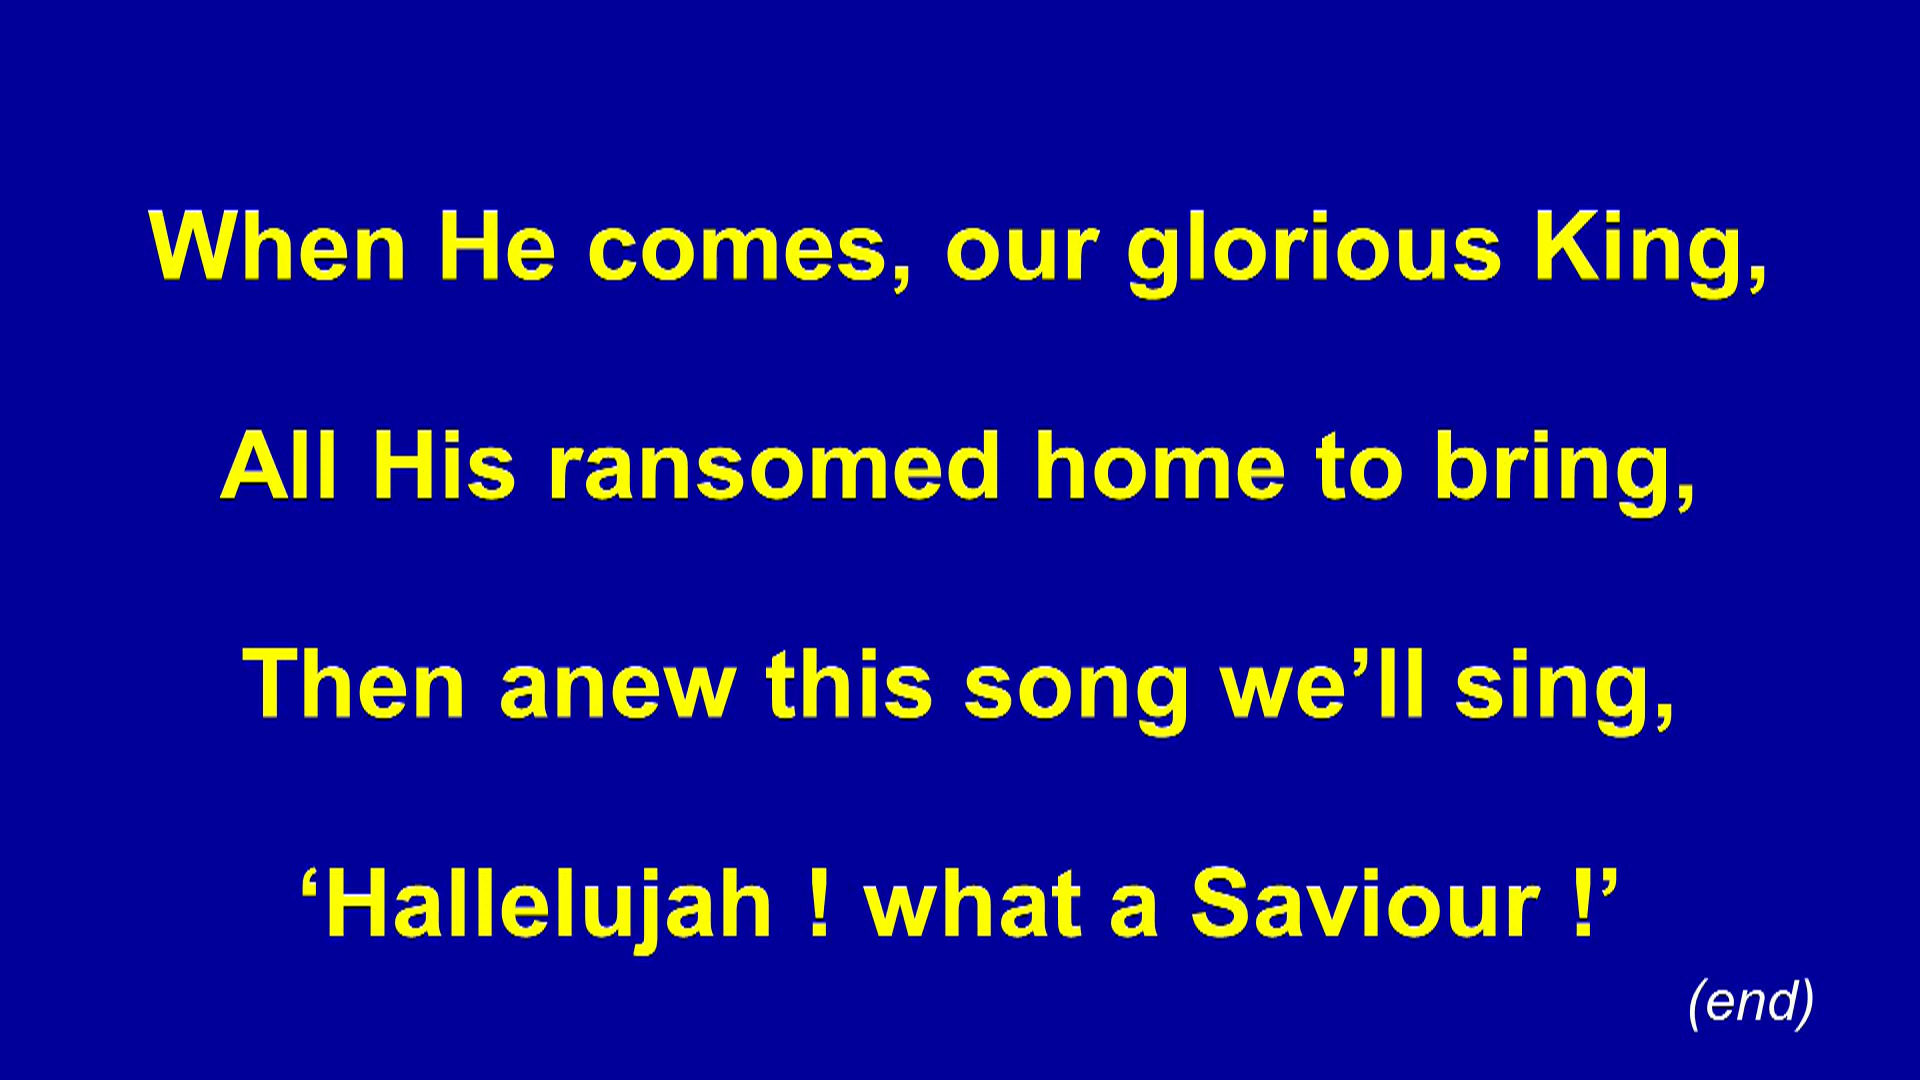 When He comes, our glorious King,
All His ransomed home to bring,
Then anew this song we’ll sing,
‘Hallelujah ! what a Saviour !’
(end)